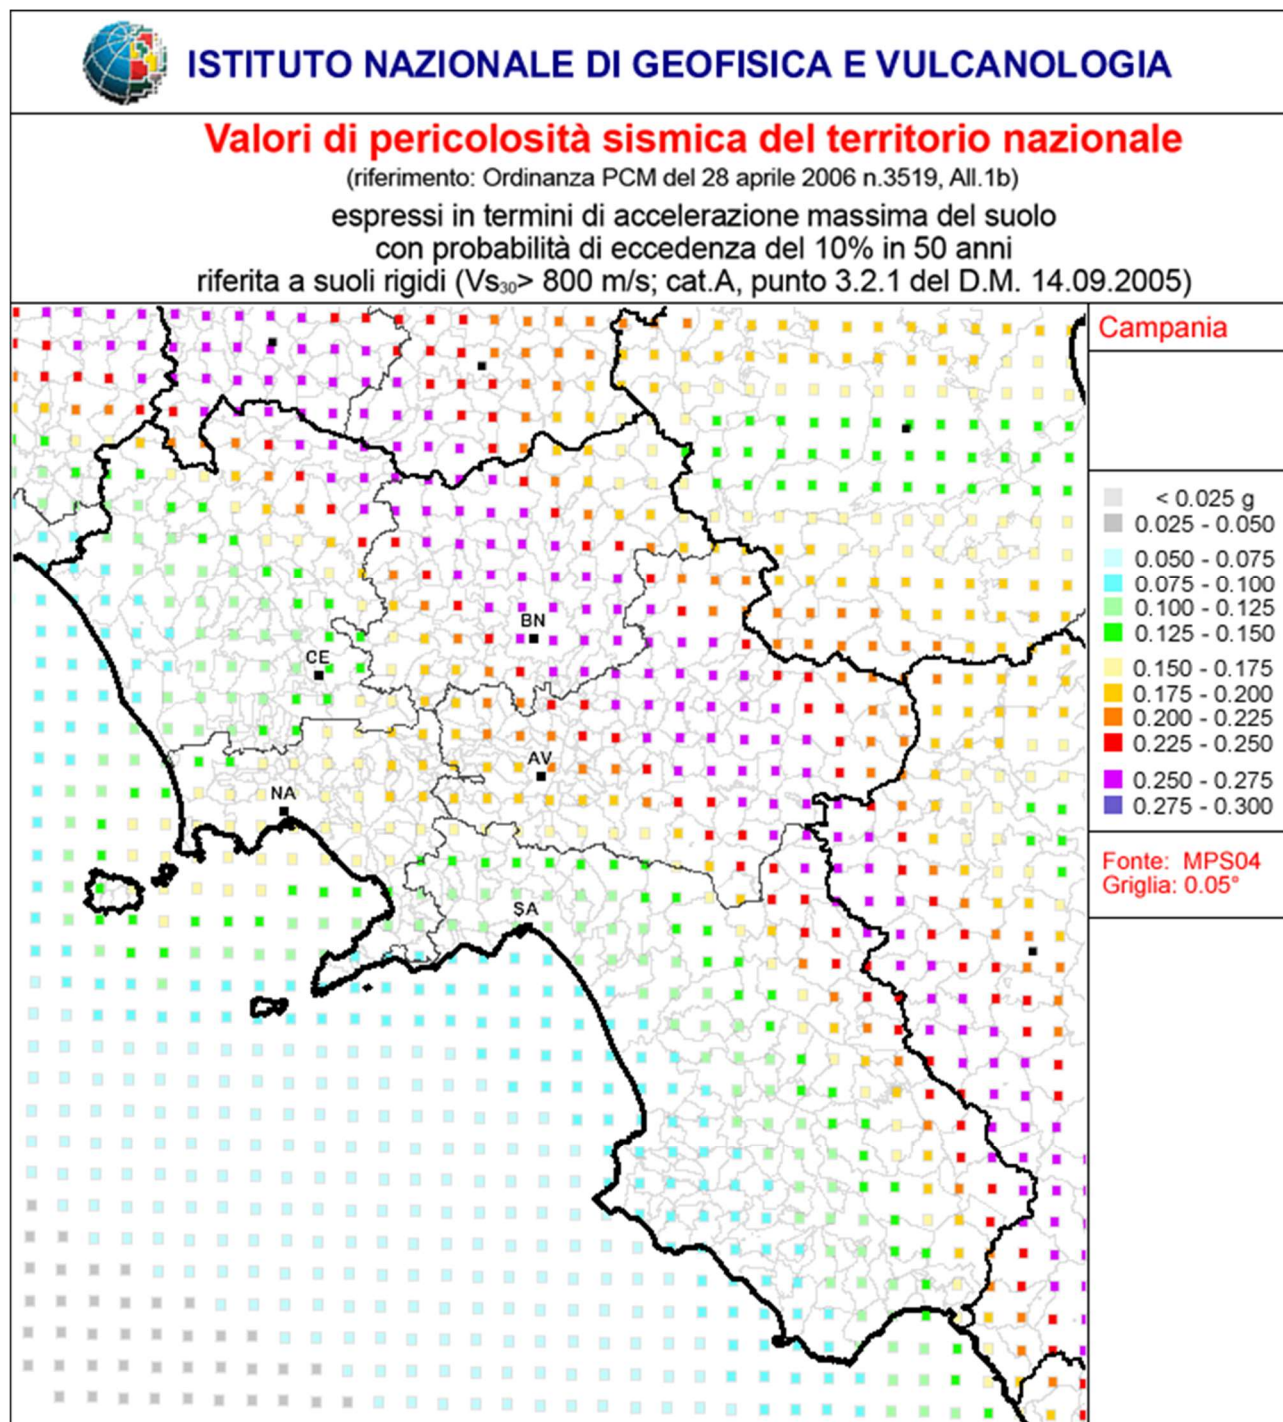 ISTITUTO NAZIONALE DI GEOFISICA E VULCANOLOGIA
Valori di pericolosità sismica del territorio nazionale
(riferimento: Ordinanza PCM del 28 aprile 2006 n.3519, All.1b)
espressi in termini di accelerazione massima del suolo
con probabilità di eccedenza del 10% in 50 anni
riferita a suoli rigidi (Vs30> 800 m/s; cat.A, punto 3.2.1 del D.M. 14.09.2005)
Campania
< 0.025 g
0.025 - 0.050
0.050 - 0.075
0.075 - 0.100
0.100 - 0.125
0.125 - 0.150
0.150 - 0.175
0.175 - 0.200
0.200 - 0.225
0.225 - 0.250
0.250 - 0.275
0.275 - 0.300
Fonte: MPS04
Griglia: 0.05°
BN
CE
AV
NA
SA